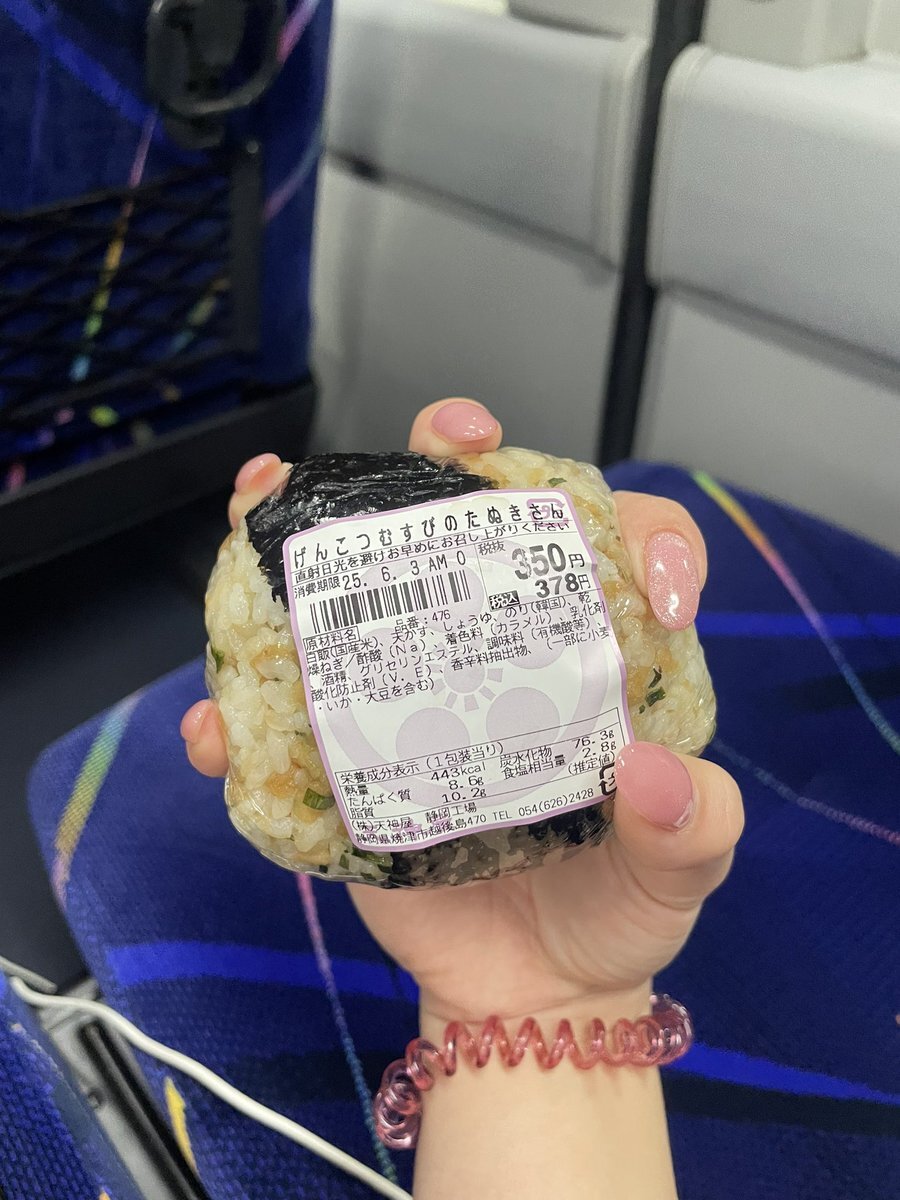 げんこつむすびのたぬきさん
直射日光を避けお早めにお召し上がりください
消費期限25. 6. 3 AM 0
税抜 350円
税込 378円
品番:476
原材料名
白飯(国産米)、天かす、しょうゆ、のり(韓国)、乾
燥ねぎ/酢酸(Na)、着色料(カラメル)、乳化剤
、酒精、グリセリンエステル、調味料(有機酸等)、
酸化防止剤(V.E)、香辛料抽出物、(一部に小麦
・いか・大豆を含む)
栄養成分表示(1包装当り)
熱量 443kcal 炭水化物 76.3g
たんぱく質 8.6g 食塩相当量 2.8g
脂質 10.2g (推定値)
(株)天神屋 静岡工場
静岡県焼津市越後島470 TEL 054(626)2428